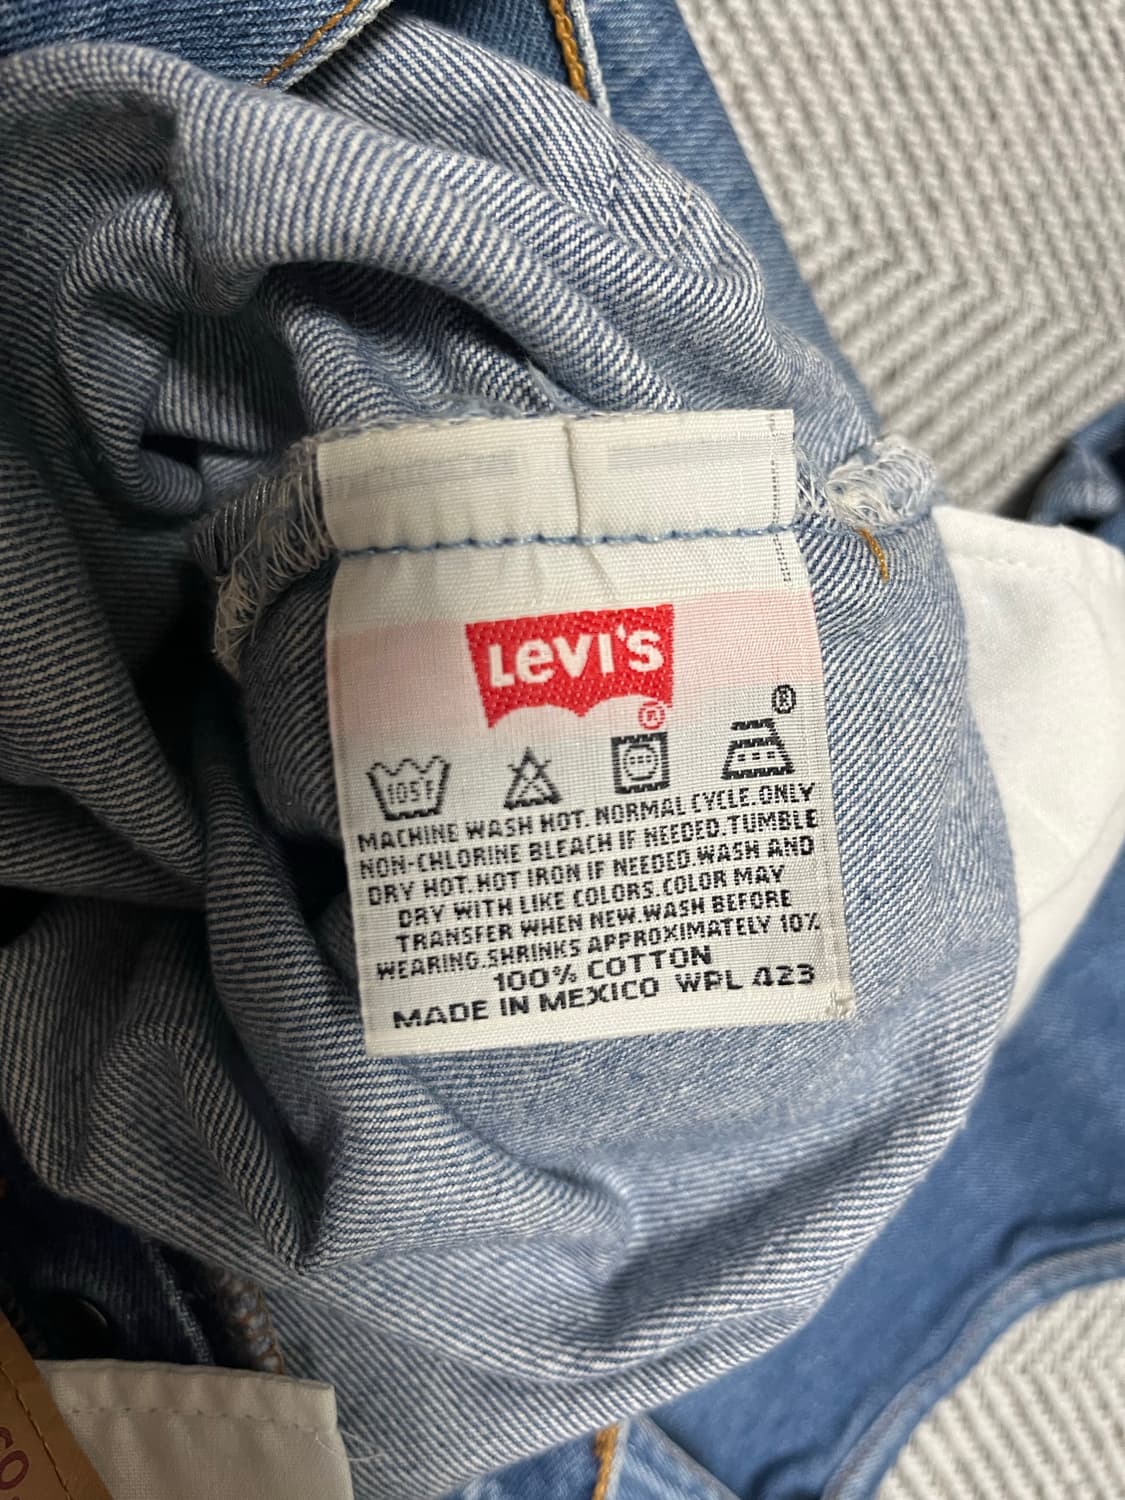 Levi's
®
®
105F
MACHINE WASH HOT. NORMAL CYCLE. ONLY
NON-CHLORINE BLEACH IF NEEDED. TUMBLE
DRY HOT. HOT IRON IF NEEDED. WASH AND
DRY WITH LIKE COLORS. COLOR MAY
TRANSFER WHEN NEW. WASH BEFORE
WEARING. SHRINKS APPROXIMATELY 10%
100% COTTON
MADE IN MEXICO WPL 423